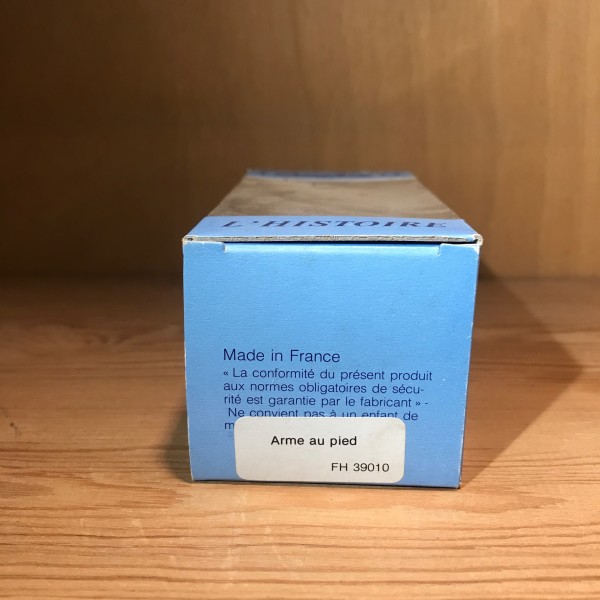 L'HISTOIRE
Made in France
« La conformité du présent produit
aux normes obligatoires de sécu-
rité est garantie par le fabricant » -
Ne convient pas à un enfant de
Arme au pied
FH 39010